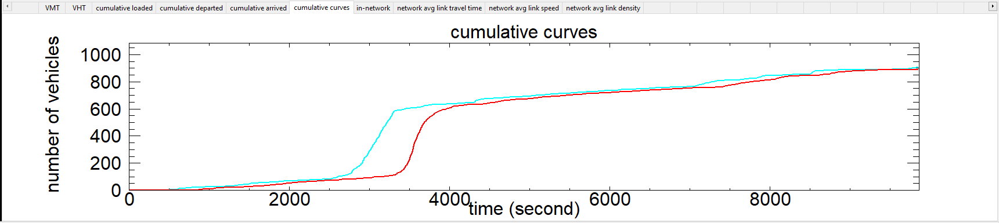 VMT VHT cumulative loaded cumulative departed cumulative arrived cumulative curves in-network network avg link travel time network avg link speed network avg link density
cumulative curves
number of vehicles
1000
800
600
400
200
0
0 2000 4000 6000 8000
time (second)